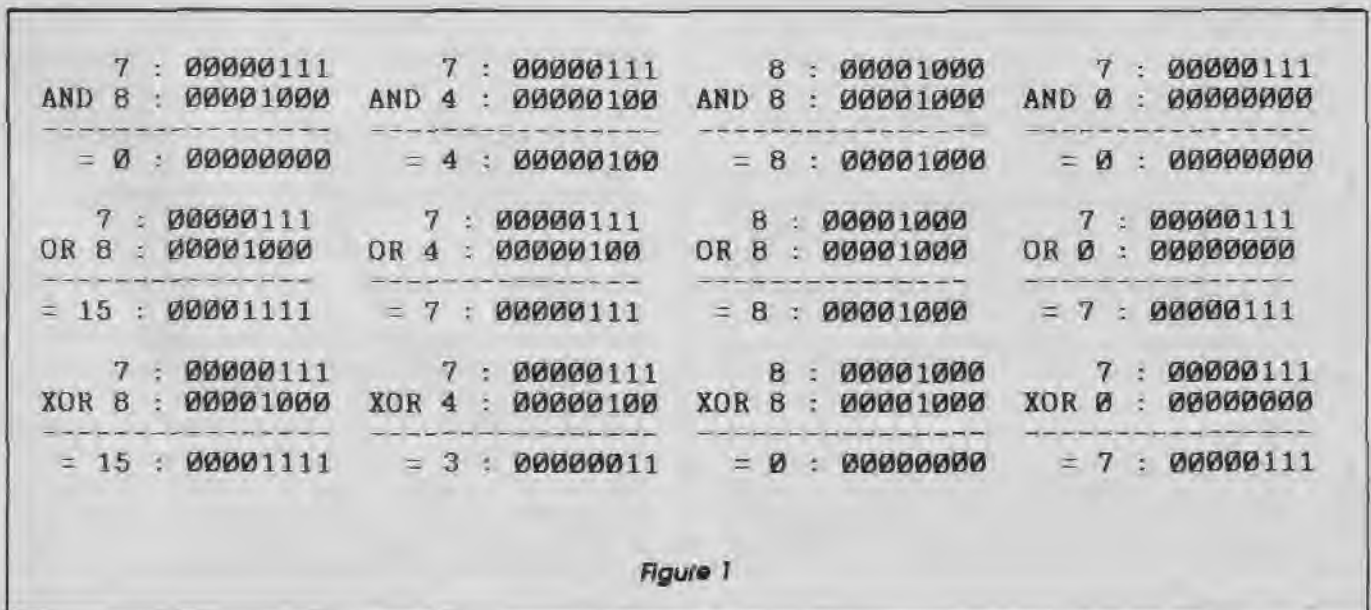 7 : 00000111 7 : 00000111 8 : 00001000 7 : 00000111
AND 8 : 00001000 AND 4 : 00000100 AND 8 : 00001000 AND 0 : 00000000
---------------- ---------------- ---------------- ----------------
= 0 : 00000000 = 4 : 00000100 = 8 : 00001000 = 0 : 00000000
7 : 00000111 7 : 00000111 8 : 00001000 7 : 00000111
OR 8 : 00001000 OR 4 : 00000100 OR 8 : 00001000 OR 0 : 00000000
--------------- --------------- --------------- ---------------
= 15 : 00001111 = 7 : 00000111 = 8 : 00001000 = 7 : 00000111
7 : 00000111 7 : 00000111 8 : 00001000 7 : 00000111
XOR 8 : 00001000 XOR 4 : 00000100 XOR 8 : 00001000 XOR 0 : 00000000
---------------- ---------------- ---------------- ----------------
= 15 : 00001111 = 3 : 00000011 = 0 : 00000000 = 7 : 00000111
Figure 1